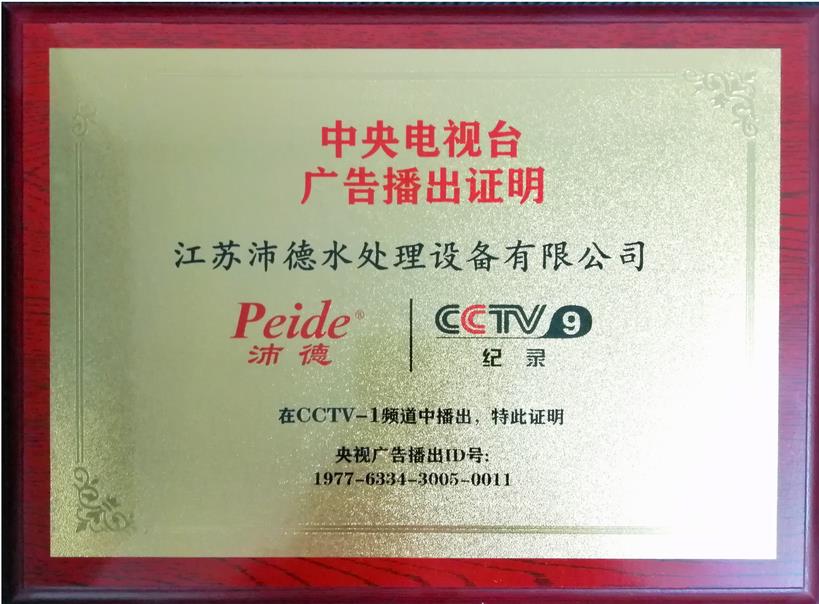 中央电视台
广告播出证明
江苏沛德水处理设备有限公司
Peide®
沛德
CCTV 9
纪录
在CCTV-1频道中播出，特此证明
央视广告播出ID号:
1977-6334-3005-0011